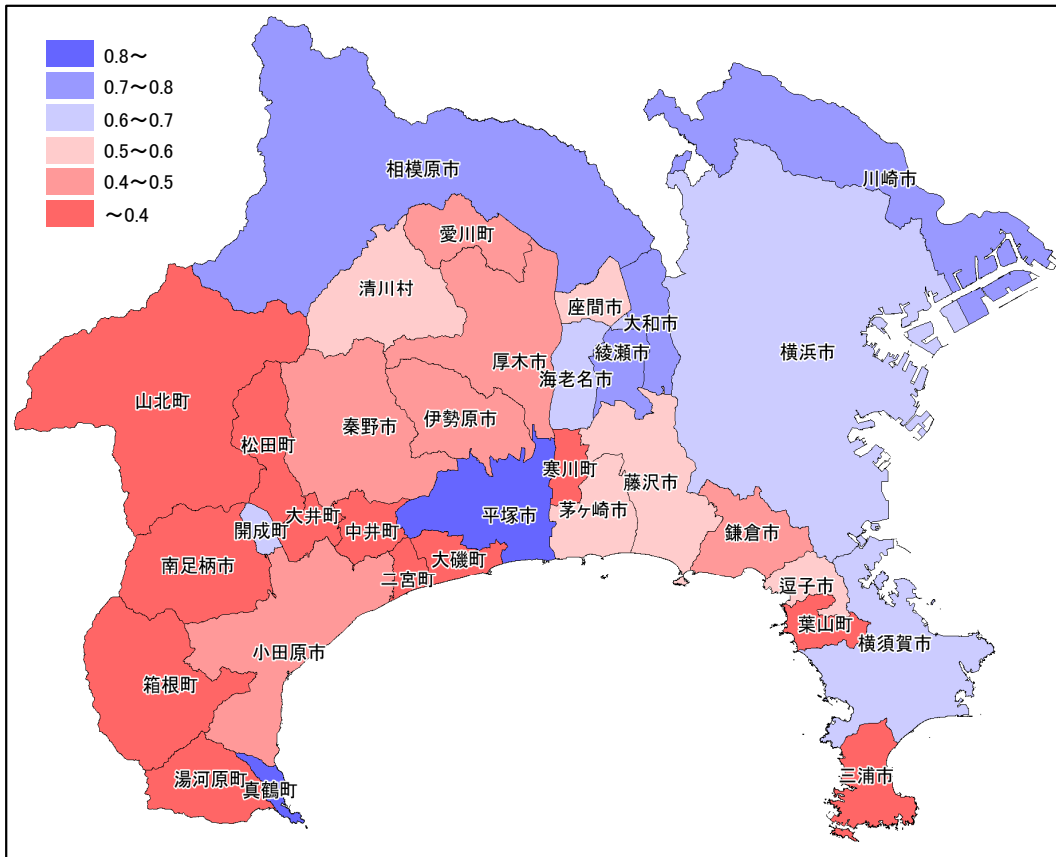 0.8～
0.7～0.8
0.6～0.7
0.5～0.6
0.4～0.5
～0.4
相模原市
川崎市
愛川町
清川村
座間市
大和市
横浜市
綾瀬市
厚木市
海老名市
山北町
伊勢原市
秦野市
松田町
寒川町
藤沢市
茅ヶ崎市
平塚市
大井町
中井町
開成町
鎌倉市
大磯町
南足柄市
二宮町
逗子市
葉山町
横須賀市
小田原市
箱根町
湯河原町
真鶴町
三浦市